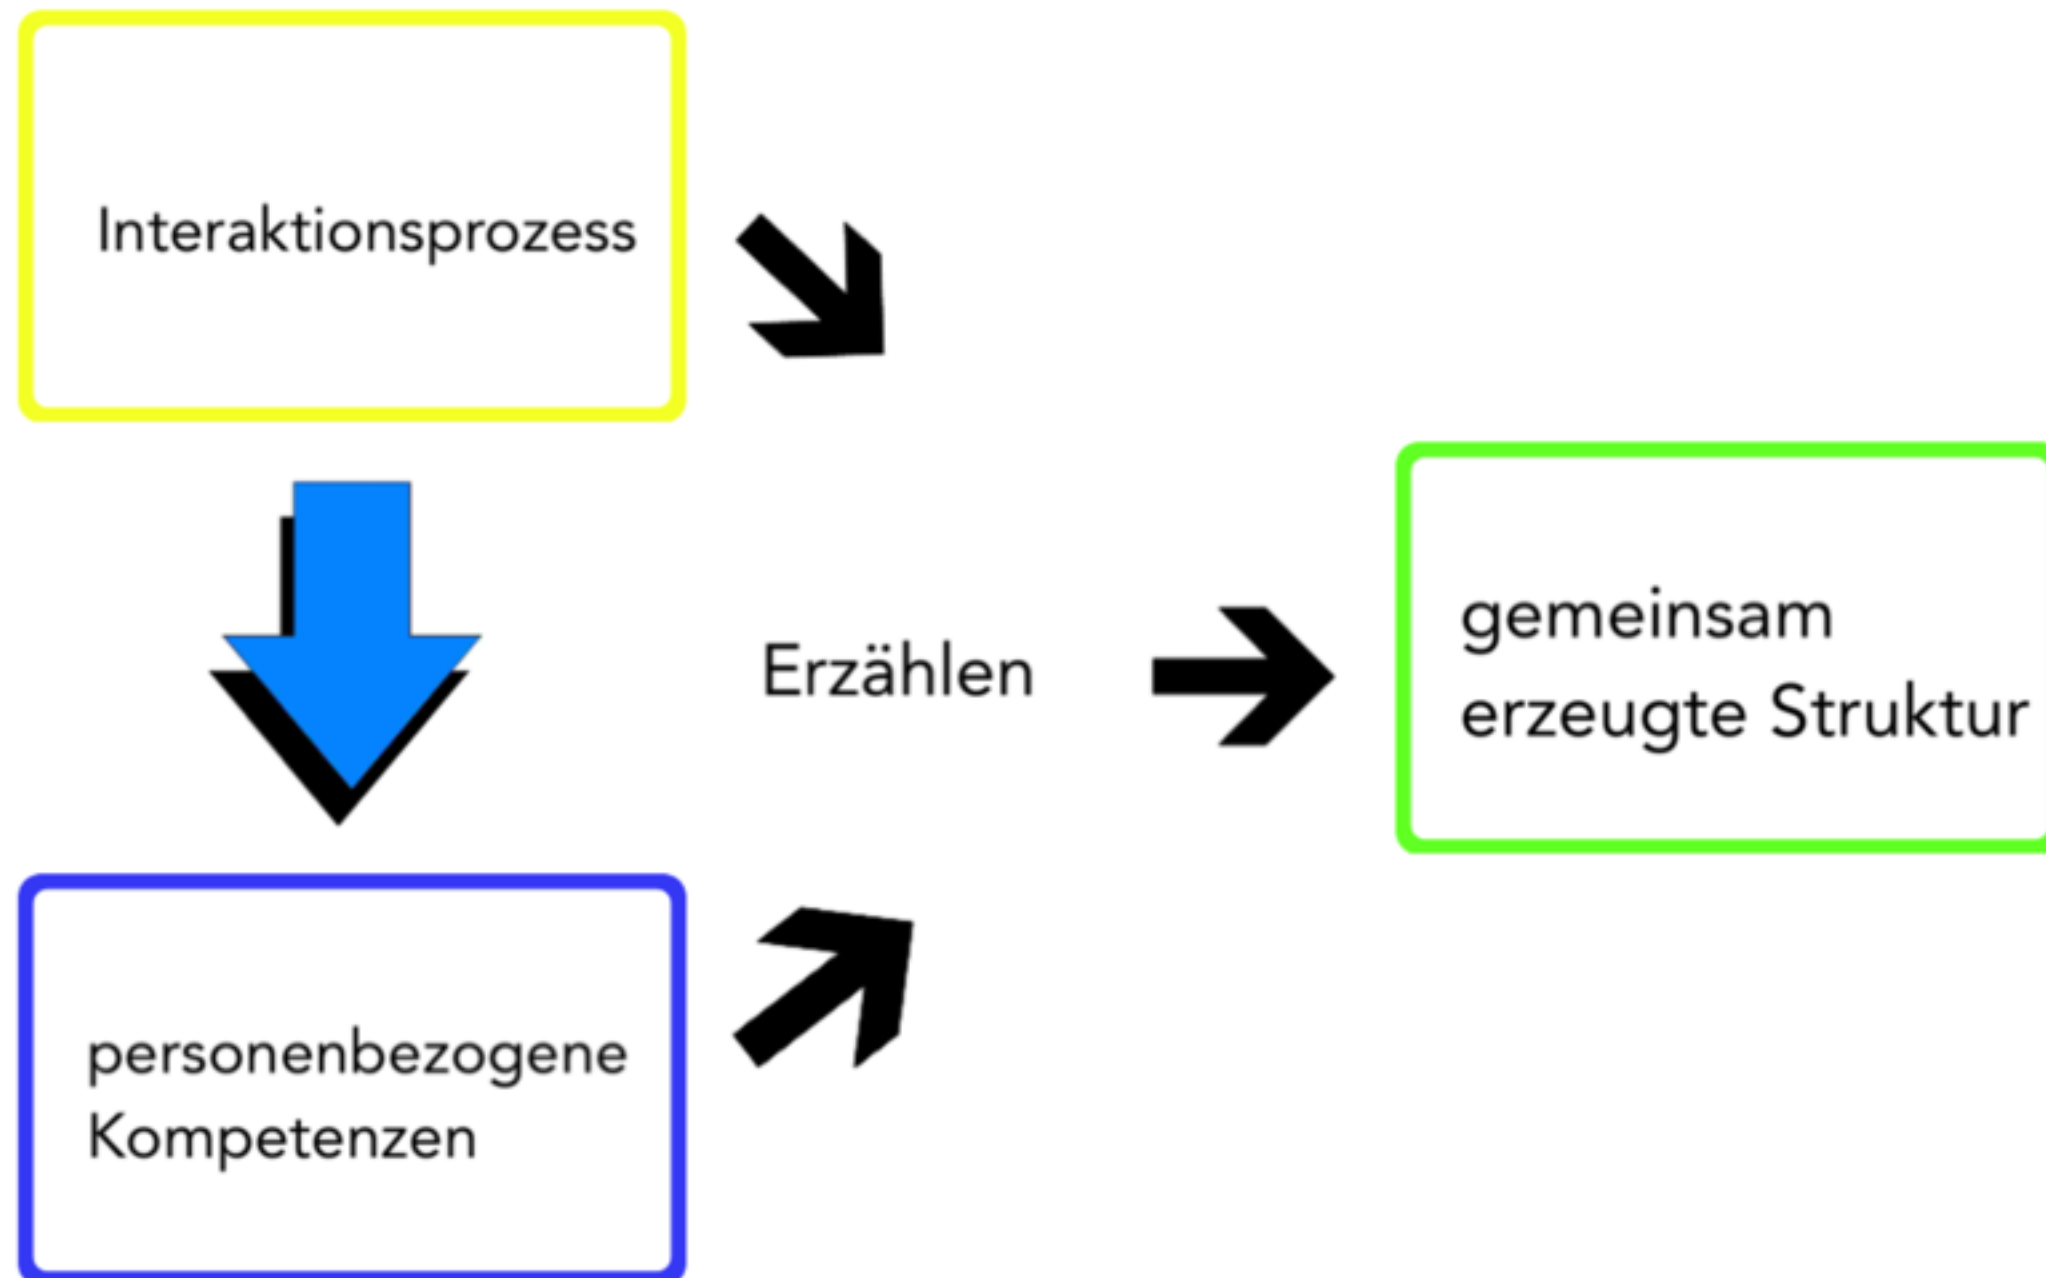 Interaktionsprozess
Erzählen
gemeinsam
erzeugte Struktur
personenbezogene
Kompetenzen